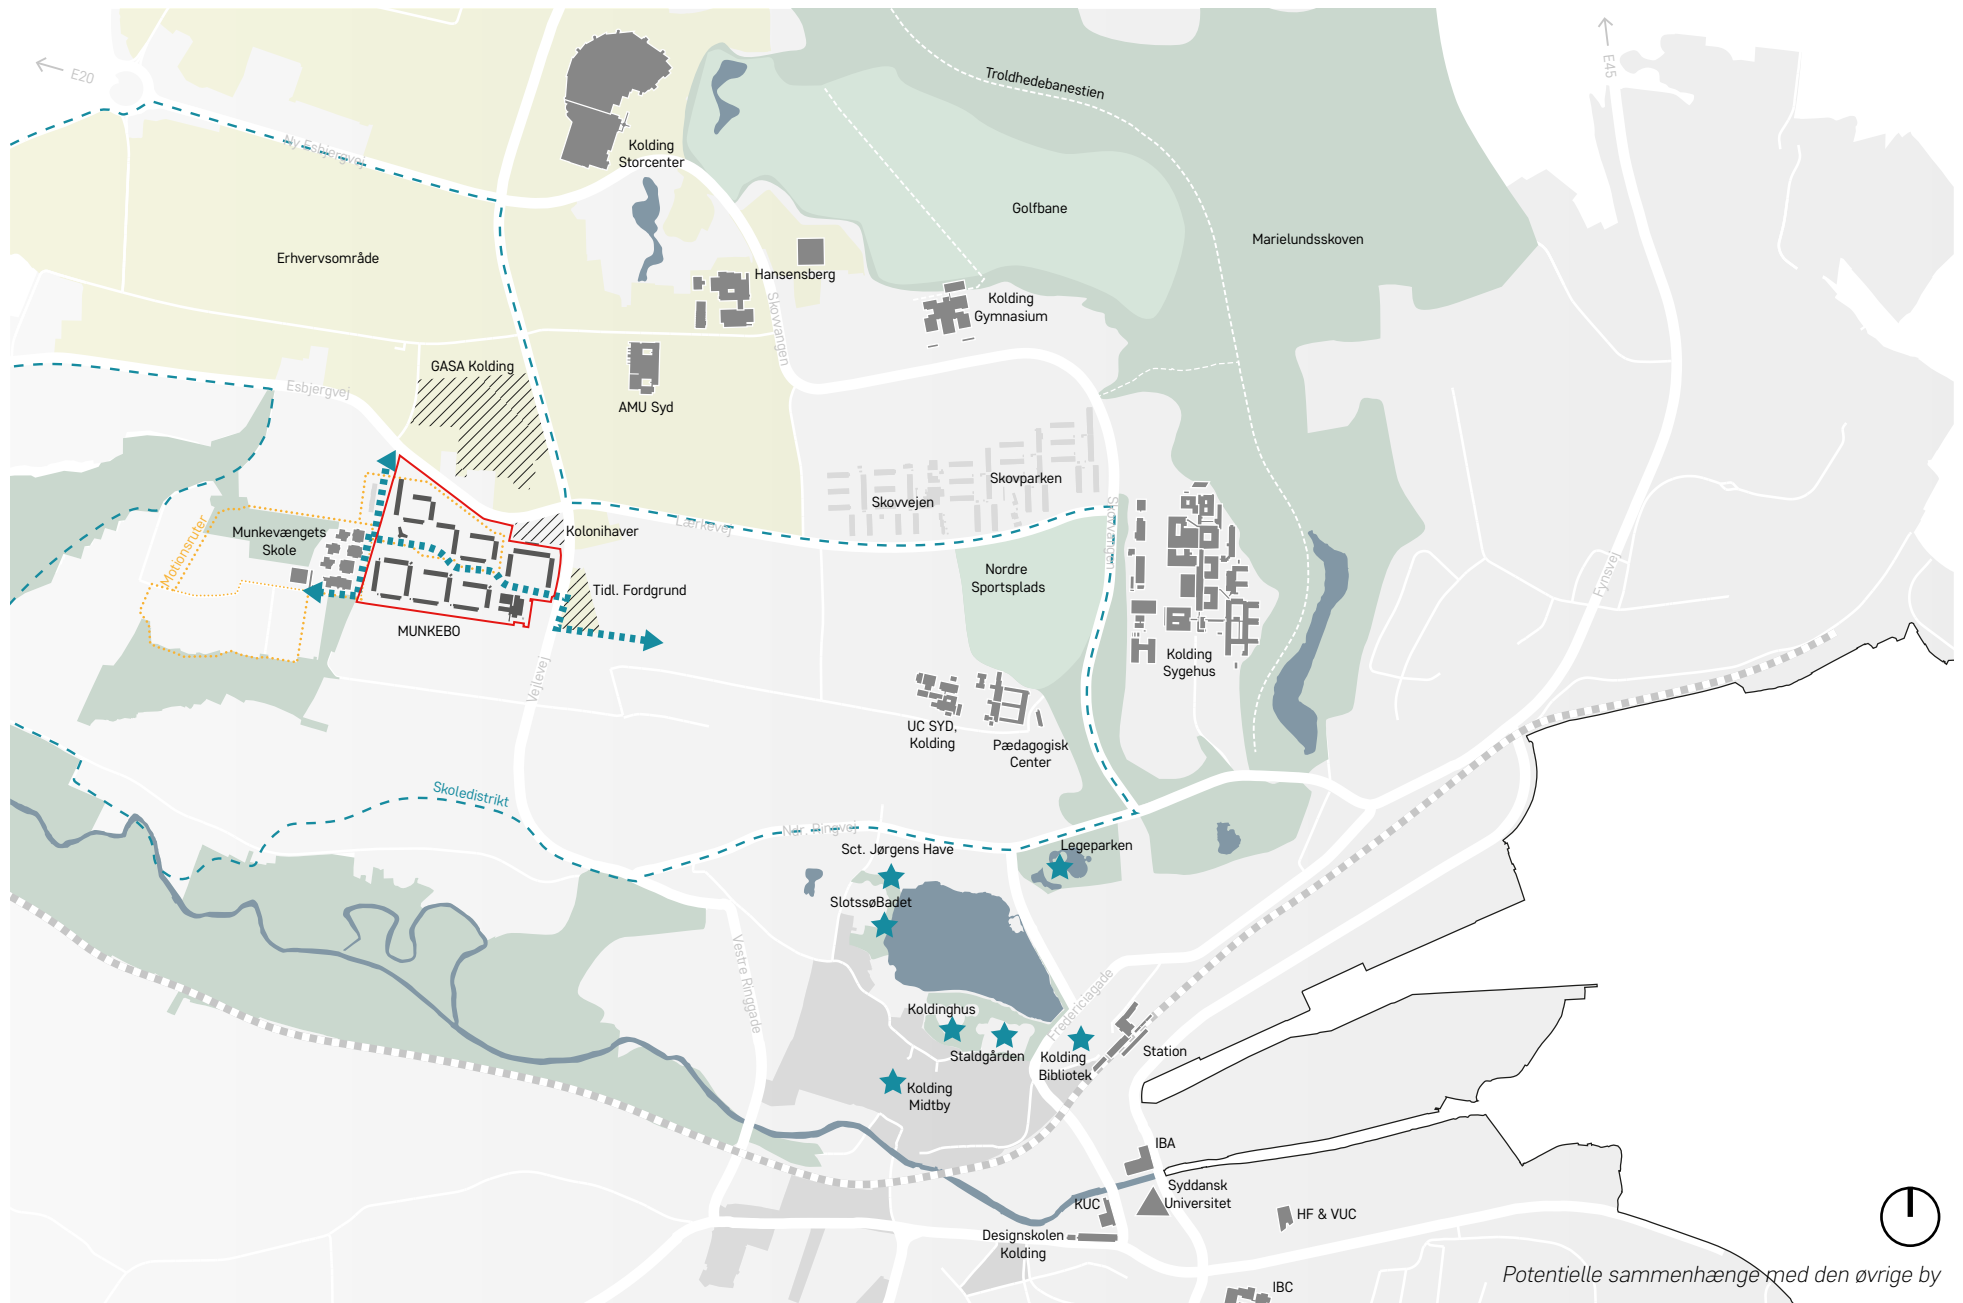 E20
Troldhedebanestien
E45
Ny Esbjergvej
Kolding
Storcenter
Golfbane
Marielundsskoven
Erhvervsområde
Hansensberg
Skovvangen
Kolding
Gymnasium
GASA Kolding
Esbjergvej
AMU Syd
Skovparken
Skovvejen
Skovvangen
Lærkevej
Kolonihaver
Munkevængets
Skole
Motionsruter
Nordre
Sportsplads
Tidl. Fordgrund
Fynsvej
MUNKEBO
Kolding
Sygehus
Vejlevej
UC SYD,
Kolding
Pædagogisk
Center
Skoledistrikt
Ndr. Ringvej
Sct. Jørgens Have
Legeparken
SlotssøBadet
Vestre Ringgade
Fredericiagade
Koldinghus
Staldgården
Kolding
Bibliotek
Station
Kolding
Midtby
IBA
Syddansk
Universitet
KUC
HF & VUC
Designskolen
Kolding
IBC
Potentielle sammenhænge med den øvrige by